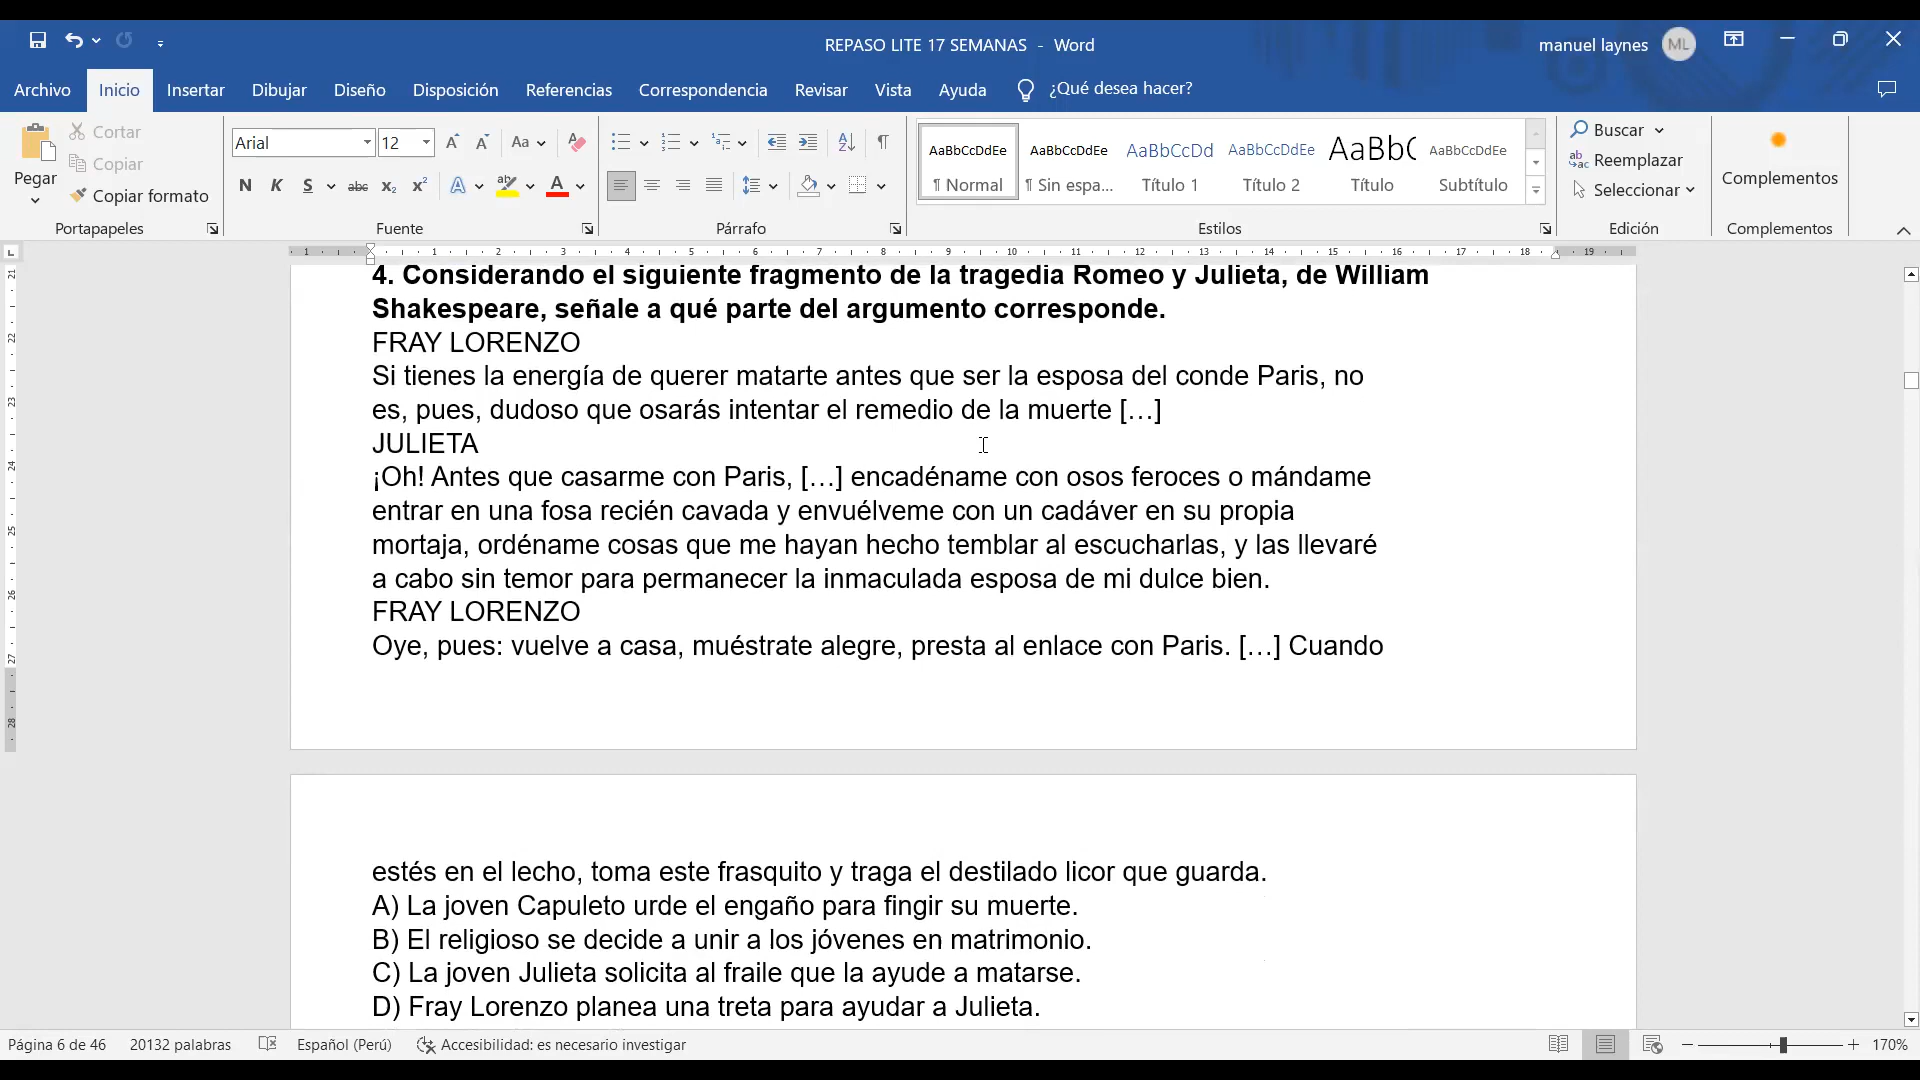 REPASO LITE 17 SEMANAS - Word
manuel laynes ML
Archivo Inicio Insertar Dibujar Diseño Disposición Referencias Correspondencia Revisar Vista Ayuda ¿Qué desea hacer?
Pegar
Cortar
Copiar
Copiar formato
Portapapeles
Arial 12
N K S abc x₂ x²
Fuente
Párrafo
AaBbCcDdEe AaBbCcDdEe AaBbCcDd AaBbCcDdEe AaBbC AaBbCcDdEe
¶ Normal ¶ Sin espa... Título 1 Título 2 Título Subtítulo
Estilos
Buscar
Reemplazar
Seleccionar
Edición
Complementos
Complementos
4. Considerando el siguiente fragmento de la tragedia Romeo y Julieta, de William
Shakespeare, señale a qué parte del argumento corresponde.
FRAY LORENZO
Si tienes la energía de querer matarte antes que ser la esposa del conde Paris, no
es, pues, dudoso que osarás intentar el remedio de la muerte […]
JULIETA
¡Oh! Antes que casarme con Paris, […] encadéname con osos feroces o mándame
entrar en una fosa recién cavada y envuélveme con un cadáver en su propia
mortaja, ordéname cosas que me hayan hecho temblar al escucharlas, y las llevaré
a cabo sin temor para permanecer la inmaculada esposa de mi dulce bien.
FRAY LORENZO
Oye, pues: vuelve a casa, muéstrate alegre, presta al enlace con Paris. […] Cuando
estés en el lecho, toma este frasquito y traga el destilado licor que guarda.
A) La joven Capuleto urde el engaño para fingir su muerte.
B) El religioso se decide a unir a los jóvenes en matrimonio.
C) La joven Julieta solicita al fraile que la ayude a matarse.
D) Fray Lorenzo planea una treta para ayudar a Julieta.
Página 6 de 46 20132 palabras Español (Perú) Accesibilidad: es necesario investigar 170%